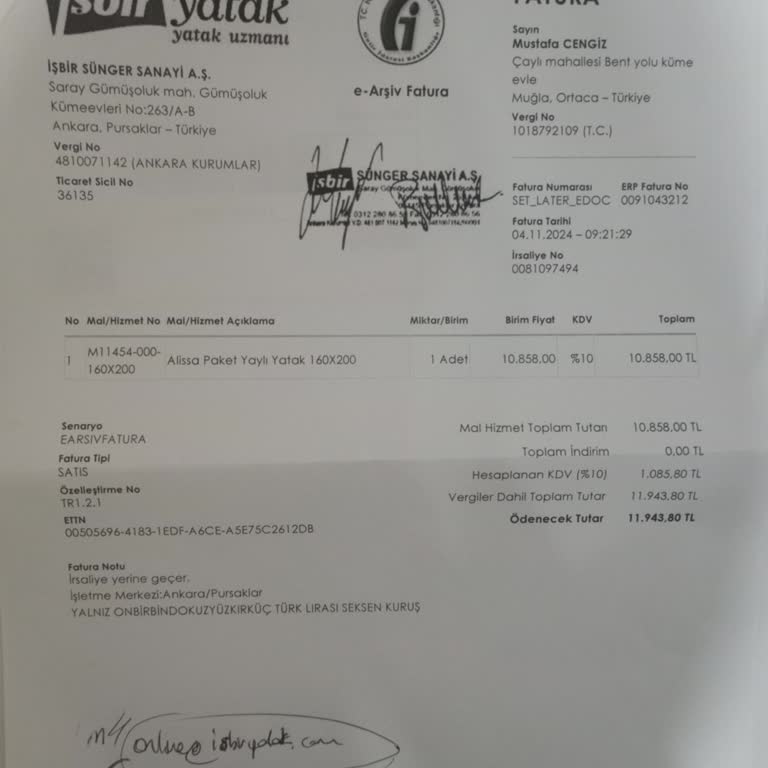 işbir yatak
yatak uzmanı
İŞBİR SÜNGER SANAYİ A.Ş.
Saray Gümüşoluk mah. Gümüşoluk
Kümeevleri No:263/A-B
Ankara, Pursaklar – Türkiye
Vergi No
4810071142 (ANKARA KURUMLAR)
Ticaret Sicil No
36135
e-Arşiv Fatura
işbir SÜNGER SANAYİ A.Ş.
FATURA
Sayın
Mustafa CENGİZ
Çaylı mahallesi Bent yolu küme
evle
Muğla, Ortaca – Türkiye
Vergi No
1018792109 (T.C.)
Fatura Numarası ERP Fatura No
SET_LATER_EDOC 0091043212
Fatura Tarihi
04.11.2024 – 09:21:29
İrsaliye No
0081097494
No Mal/Hizmet No Mal/Hizmet Açıklama Miktar/Birim Birim Fiyat KDV Toplam
1 M11454-000-160X200 Alissa Paket Yaylı Yatak 160X200 1 Adet 10.858,00 %10 10.858,00 TL
Senaryo
EARSIVFATURA
Fatura Tipi
SATIS
Özelleştirme No
TR1.2.1
ETTN
00505696-4183-1EDF-A6CE-A5E75C2612DB
Mal Hizmet Toplam Tutarı 10.858,00 TL
Toplam İndirim 0,00 TL
Hesaplanan KDV (%10) 1.085,80 TL
Vergiler Dahil Toplam Tutar 11.943,80 TL
Ödenecek Tutar 11.943,80 TL
Fatura Notu
İrsaliye yerine geçer.
İşletme Merkezi:Ankara/Pursaklar
YALNIZ ONBİRBİNDOKUZYÜZKIRKÜÇ TÜRK LIRASI SEKSEN KURUŞ
online@isbiryatak.com